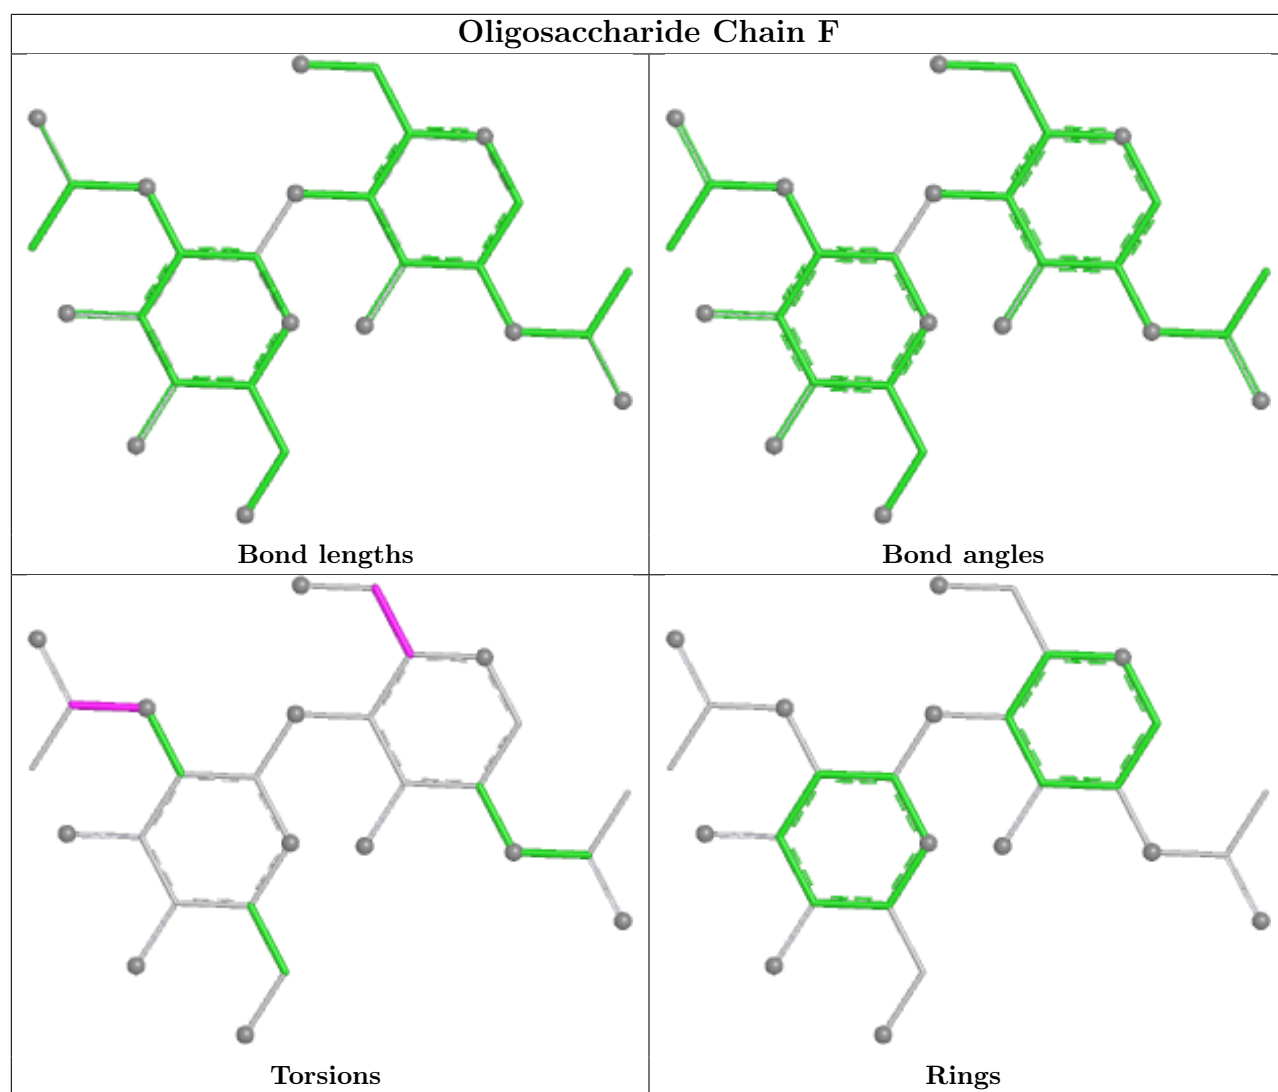 Oligosaccharide Chain F
Bond lengths
Bond angles
Torsions
Rings